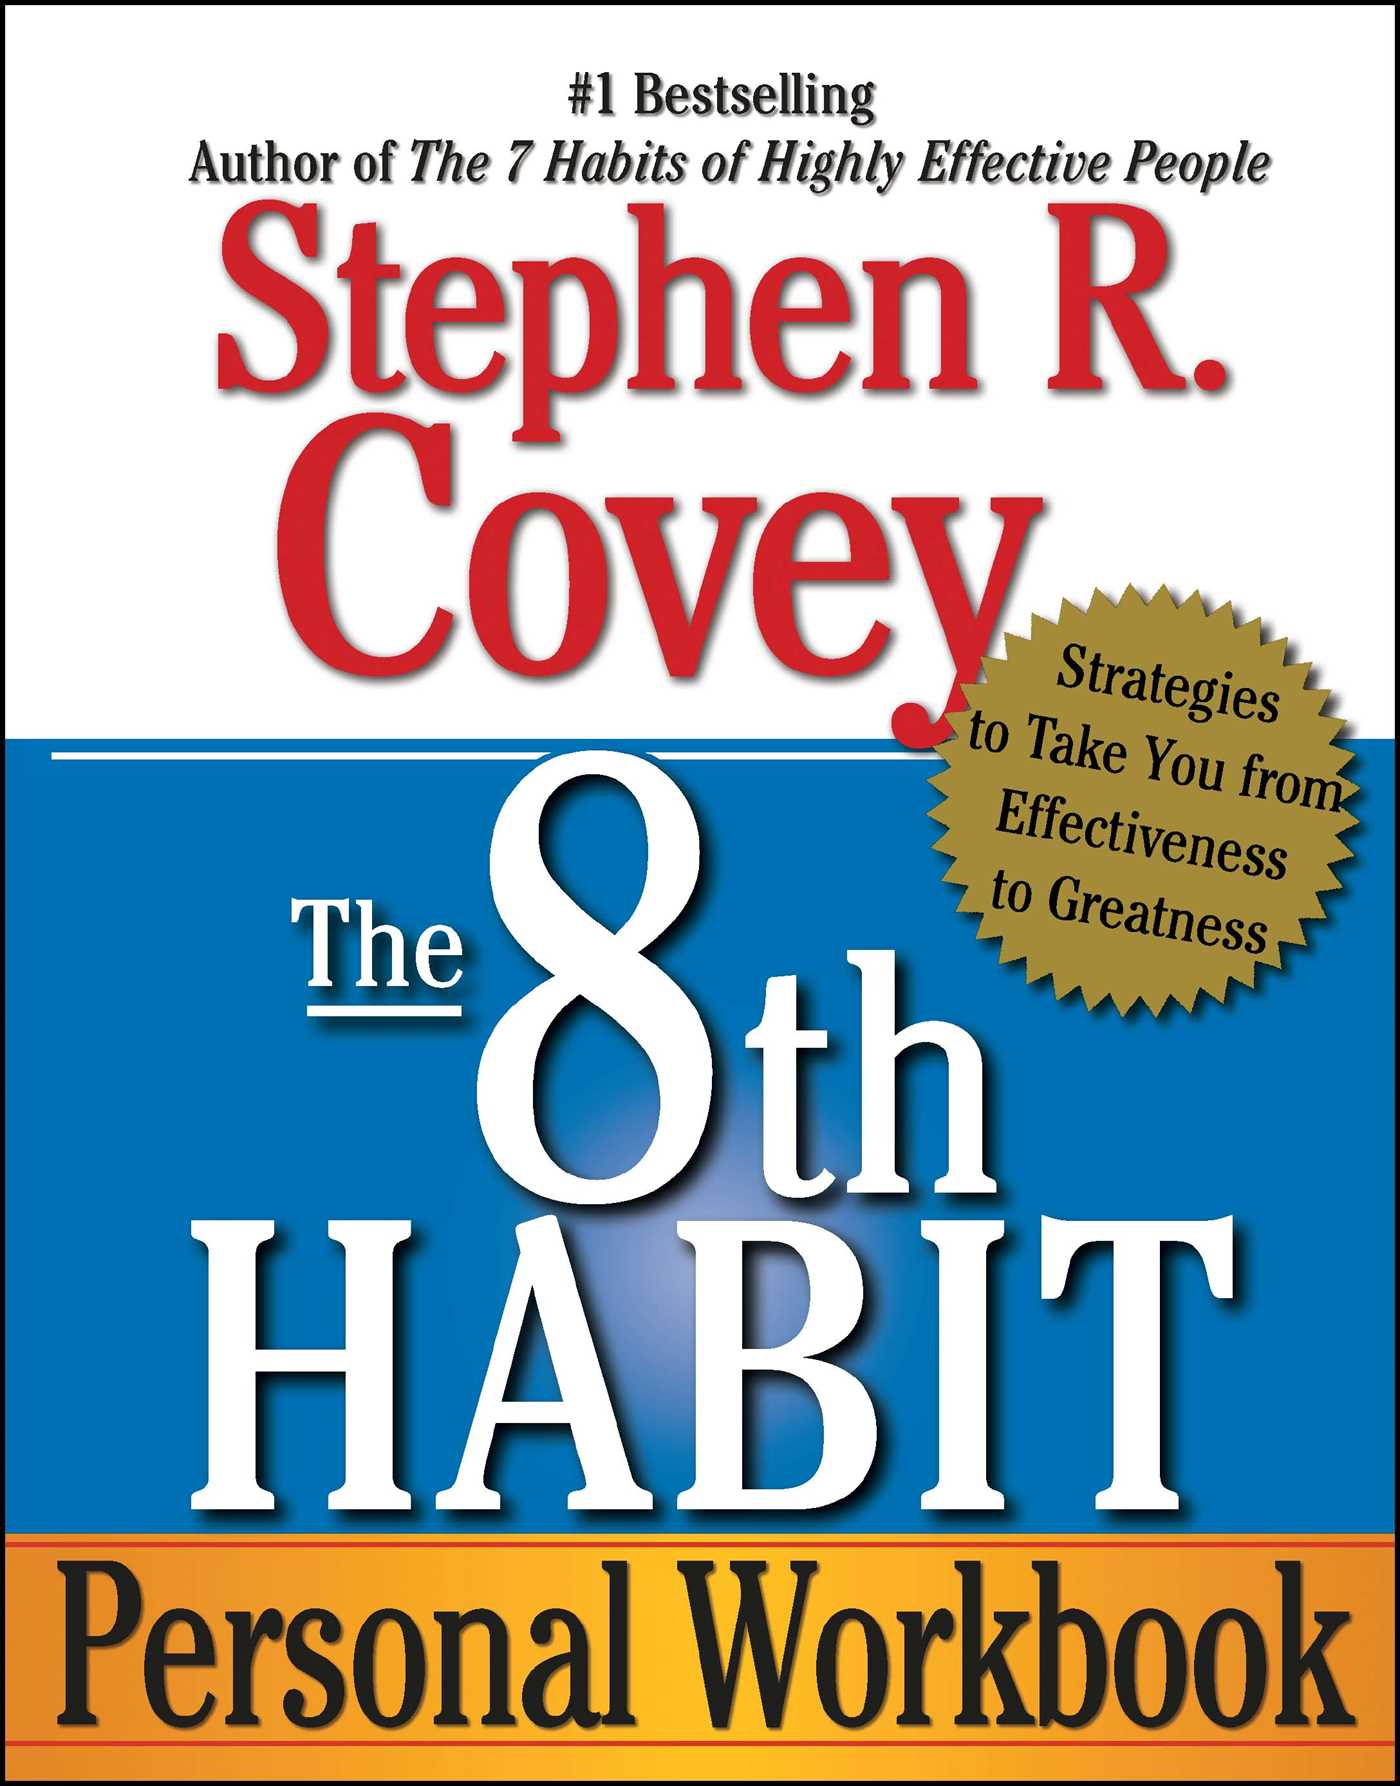 #1 Bestselling
Author of The 7 Habits of Highly Effective People
Stephen R.
Covey
Strategies
to Take You from
Effectiveness
to Greatness
The 8th
HABIT
Personal Workbook